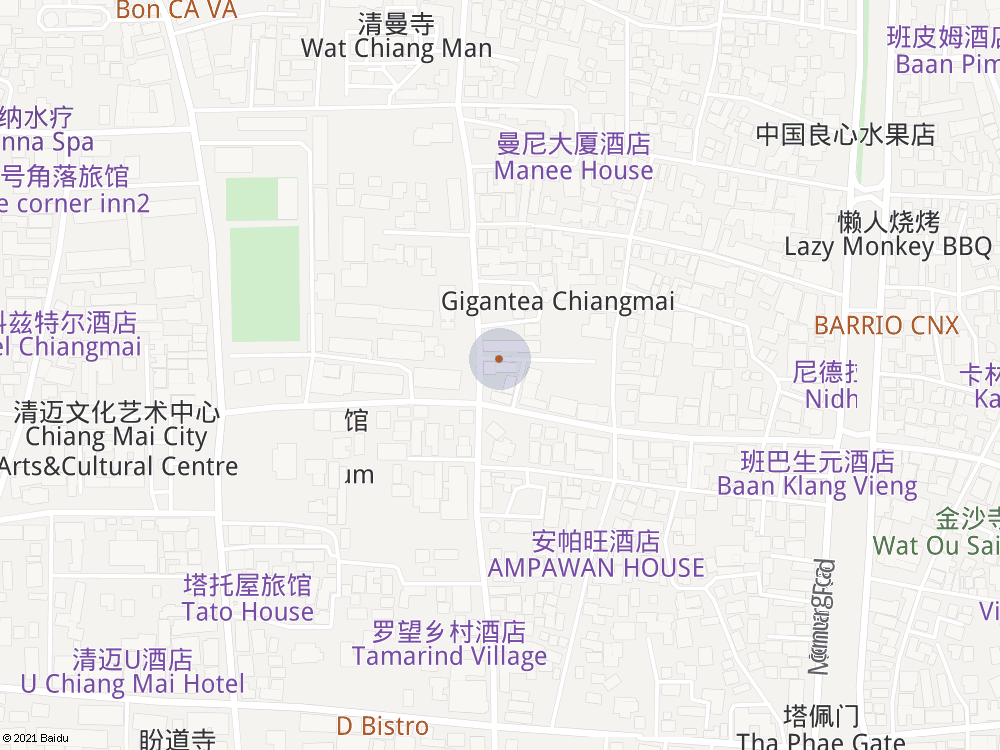 Bon CA VA
清曼寺
Wat Chiang Man
班皮姆酒店
Baan Pim
纳水疗
nna Spa
曼尼大厦酒店
Manee House
中国良心水果店
号角落旅馆
e corner inn2
懒人烧烤
Lazy Monkey BBQ
Gigantea Chiangmai
科兹特尔酒店
el Chiangmai
BARRIO CNX
尼德拉
Nidh
卡林
Ka
清迈文化艺术中心
Chiang Mai City
Arts&Cultural Centre
馆
um
班巴生元酒店
Baan Klang Vieng
金沙寺
Wat Ou Sai
安帕旺酒店
AMPAWAN HOUSE
塔托屋旅馆
Tato House
Vi
罗望乡村酒店
Tamarind Village
清迈U酒店
U Chiang Mai Hotel
D Bistro
塔佩门
Tha Phae Gate
盼道寺
© 2021 Baidu